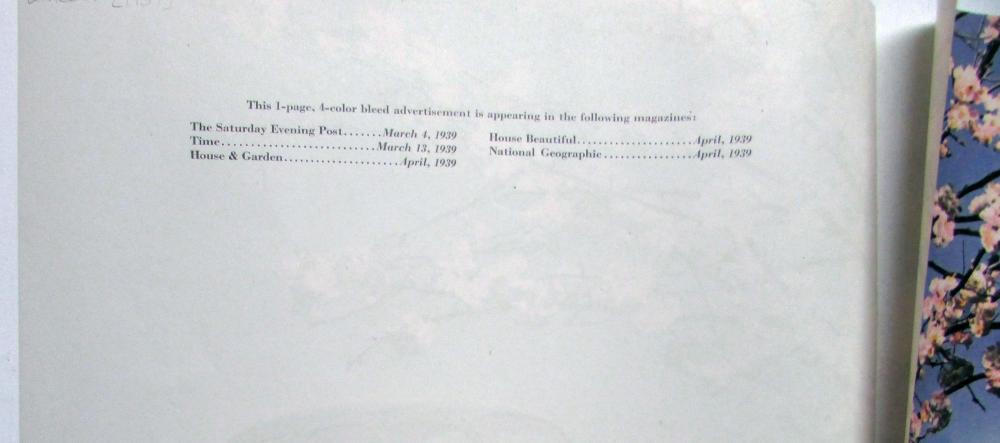 [1939]
This 1-page, 4-color bleed advertisement is appearing in the following magazines:
The Saturday Evening Post.......March 4, 1939
Time..........................March 13, 1939
House & Garden...................April, 1939
House Beautiful....................April, 1939
National Geographic...............April, 1939